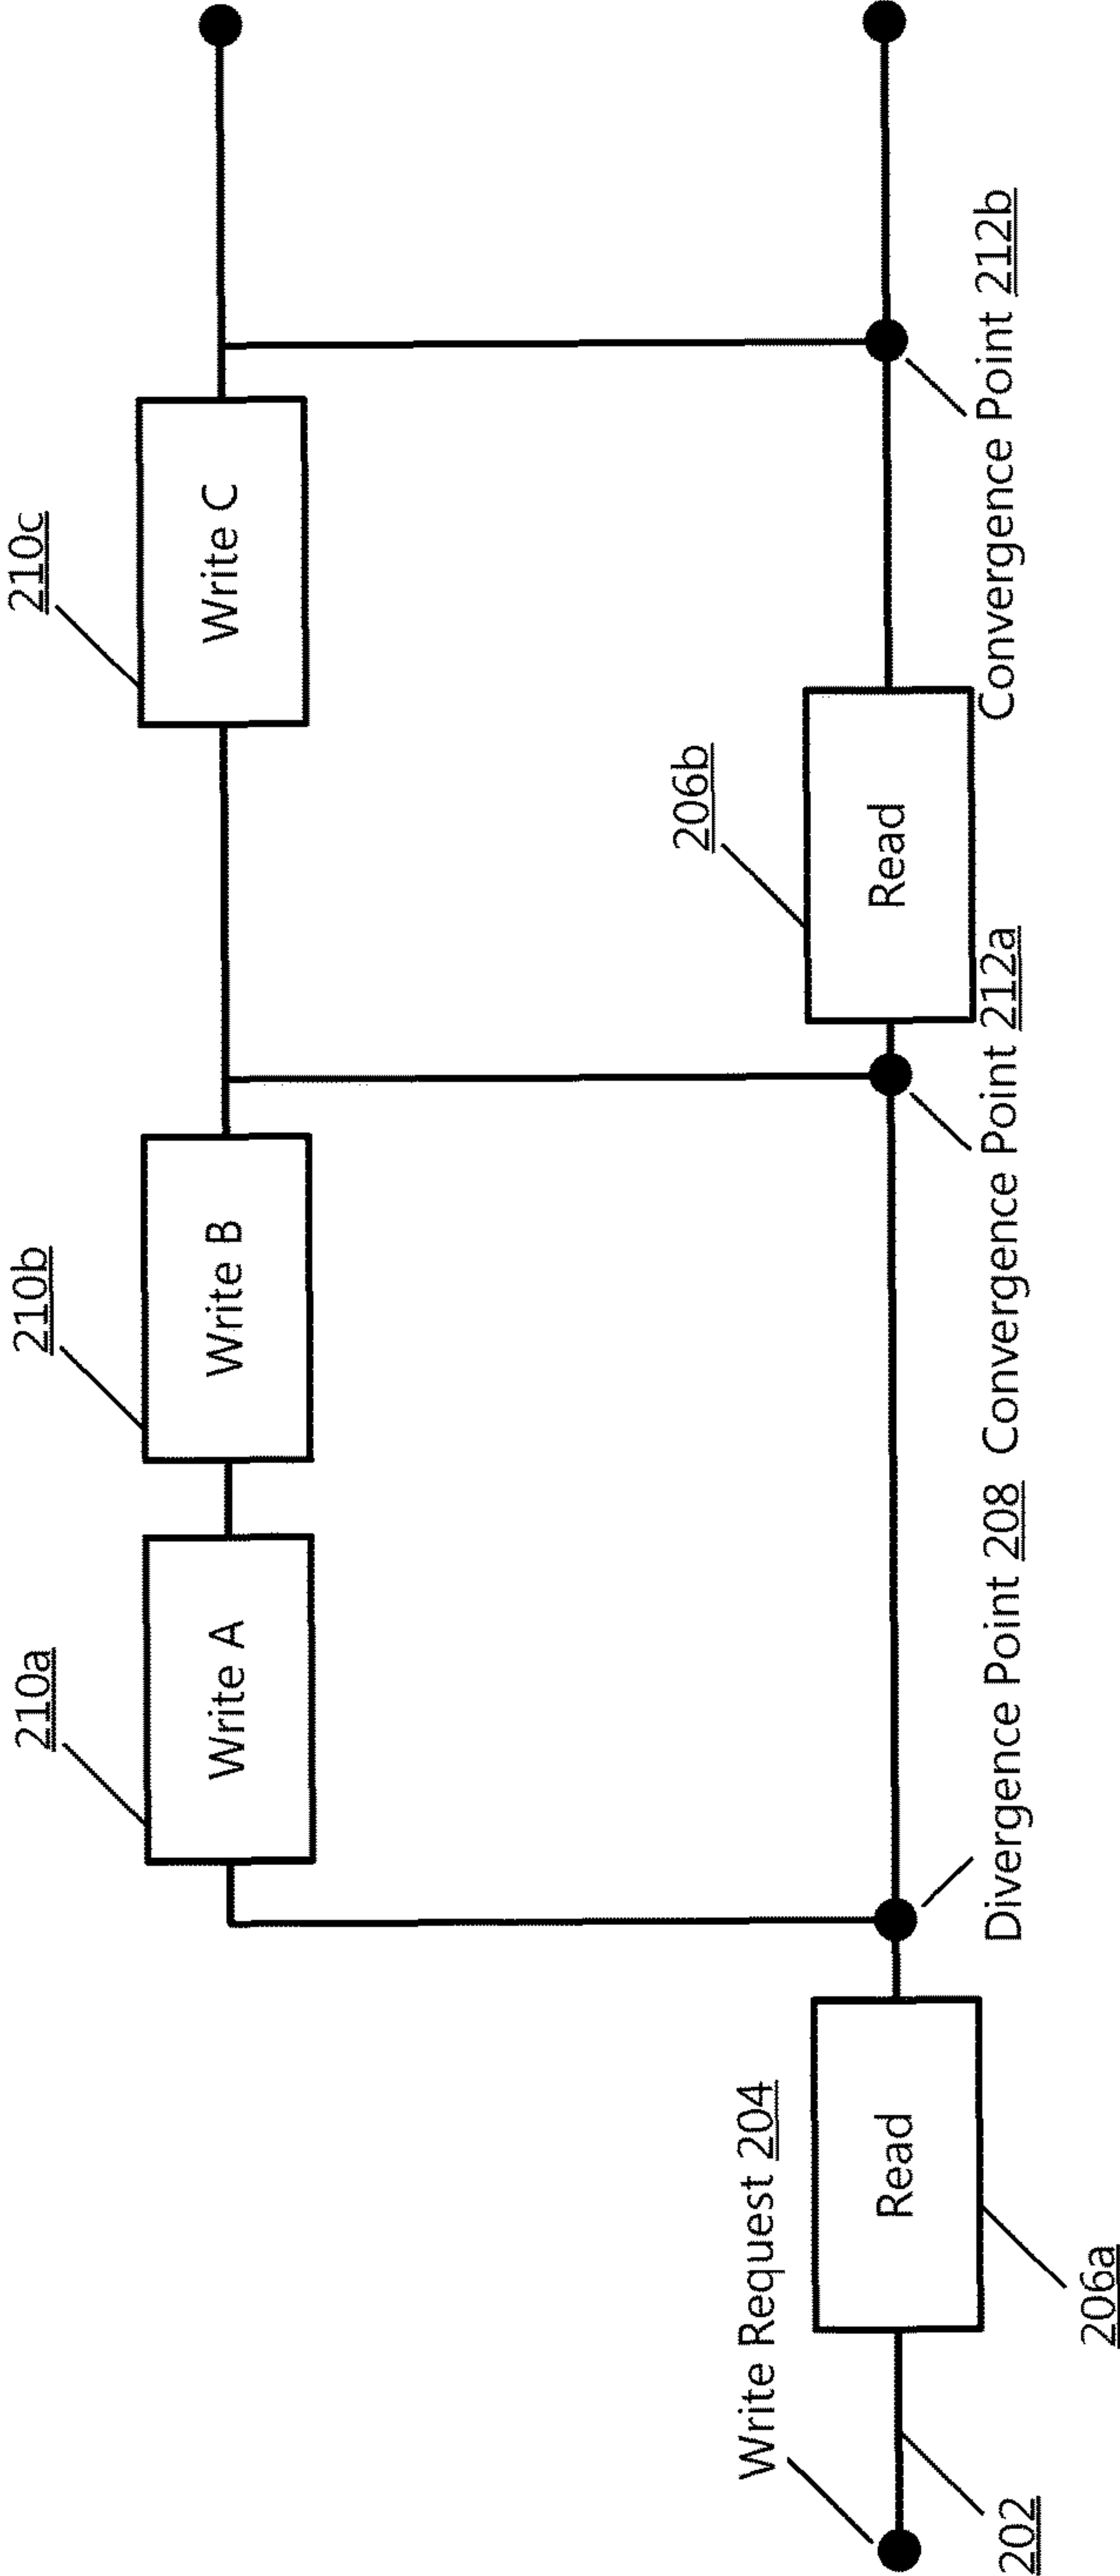 210a
210b
210c
Write A
Write B
Write C
Write Request 204
206b
Read
Read
202
206a
Divergence Point 208
Convergence Point 212a
Convergence Point 212b